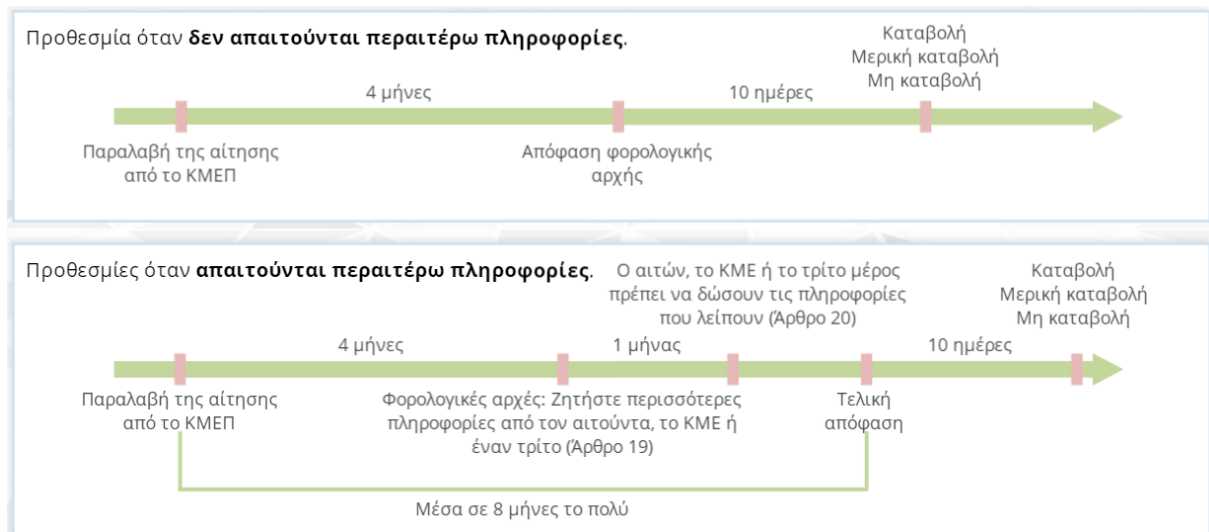 Προθεσμία όταν δεν απαιτούνται περαιτέρω πληροφορίες.
Καταβολή
Μερική καταβολή
Μη καταβολή
4 μήνες
10 ημέρες
Παραλαβή της αίτησης
από το ΚΜΕΠ
Απόφαση φορολογικής
αρχής
Προθεσμίες όταν απαιτούνται περαιτέρω πληροφορίες.
Ο αιτών, το ΚΜΕ ή το τρίτο μέρος
πρέπει να δώσουν τις πληροφορίες
που λείπουν (Άρθρο 20)
Καταβολή
Μερική καταβολή
Μη καταβολή
4 μήνες
1 μήνας
10 ημέρες
Παραλαβή της αίτησης
από το ΚΜΕΠ
Φορολογικές αρχές: Ζητήστε περισσότερες
πληροφορίες από τον αιτούντα, το ΚΜΕ ή
έναν τρίτο (Άρθρο 19)
Τελική
απόφαση
Μέσα σε 8 μήνες το πολύ